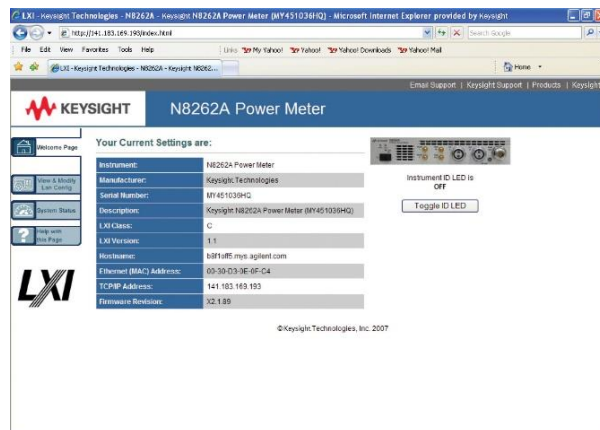 LXI - Keysight Technologies - N8262A - Keysight N8262A Power Meter (MY451036HQ) - Microsoft Internet Explorer provided by Keysight
http://141.183.169.193/index.html
Search Google
File Edit View Favorites Tools Help
Links My Yahoo! Yahoo! Yahoo! Downloads Yahoo! Mail
LXI - Keysight Technologies - N8262A - Keysight N8262...
Home
Email Support | Keysight Support | Products | Keysight
KEYSIGHT
N8262A Power Meter
Welcome Page
View & Modify
Lan Config
System Status
Help with
this Page
LXI
Your Current Settings are:
Instrument: N8262A Power Meter
Manufacturer: Keysight Technologies
Serial Number: MY451036HQ
Description: Keysight N8262A Power Meter (MY451036HQ)
LXI Class: C
LXI Version: 1.1
Hostname: b8f1aff5.mys.agilent.com
Ethernet (MAC) Address: 00-30-D3-0E-0F-C4
TCP/IP Address: 141.183.169.193
Firmware Revision: X2.1.89
Instrument ID LED is
OFF
Toggle ID LED
©Keysight Technologies, Inc. 2007